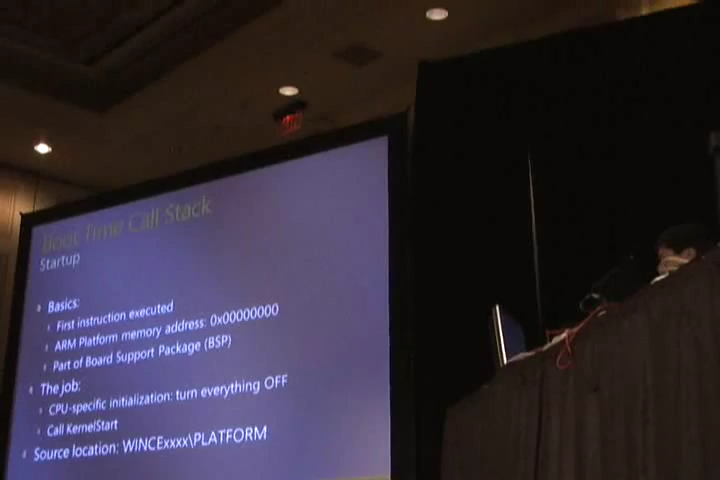 Boot Time Call Stack
Startup
Basics:
First instruction executed
ARM Platform memory address: 0x00000000
Part of Board Support Package (BSP)
The job:
CPU-specific initialization: turn everything OFF
Call KernelStart
Source location: WINCExxxx\PLATFORM